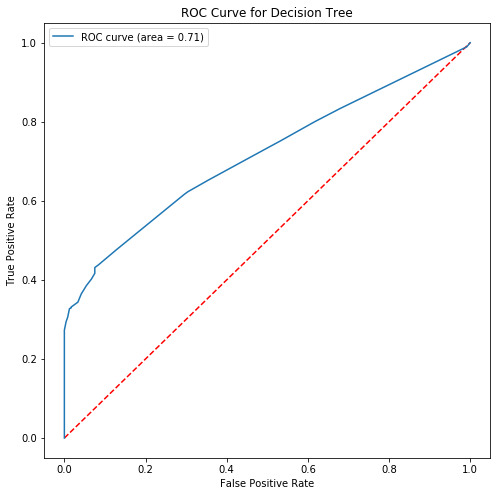 ROC Curve for Decision Tree
ROC curve (area = 0.71)
True Positive Rate
1.0
0.8
0.6
0.4
0.2
0.0
0.0 0.2 0.4 0.6 0.8 1.0
False Positive Rate